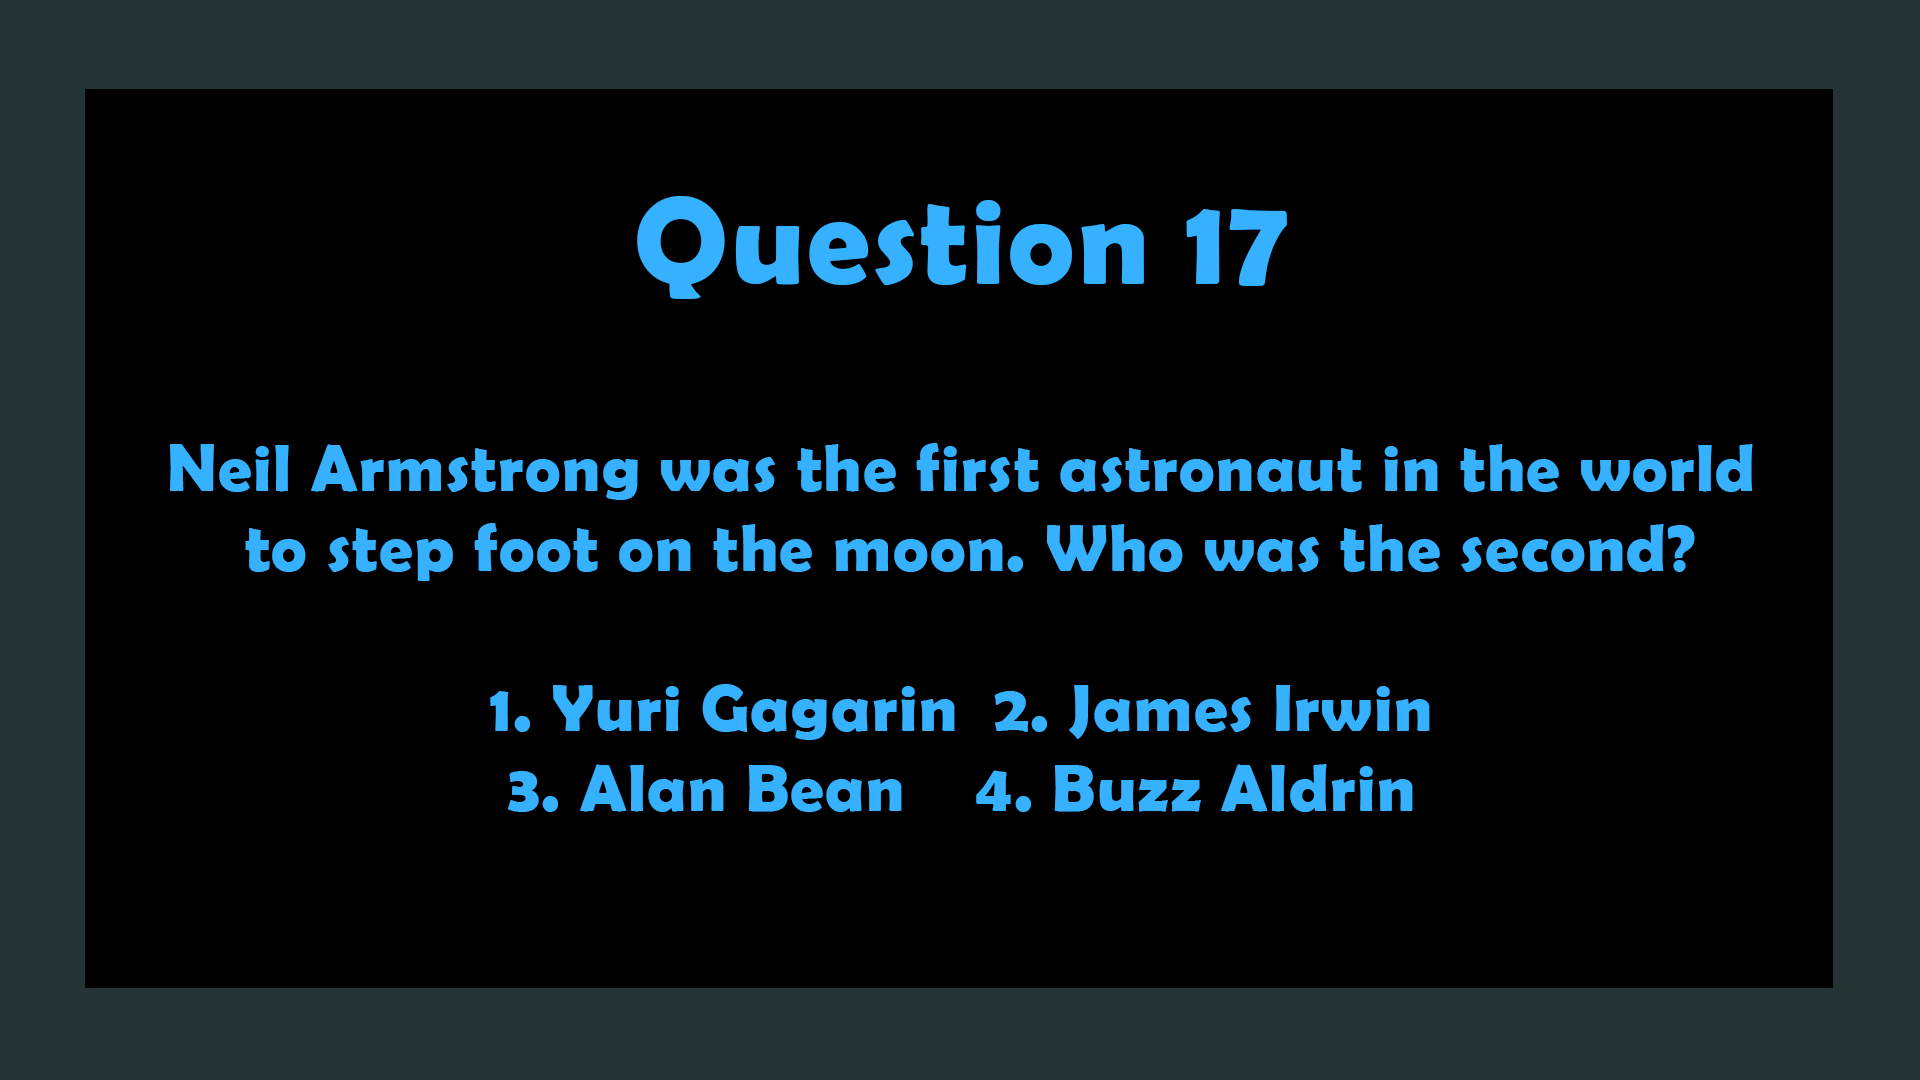 Question 17
Neil Armstrong was the first astronaut in the world
to step foot on the moon. Who was the second?
1. Yuri Gagarin 2. James Irwin
3. Alan Bean 4. Buzz Aldrin